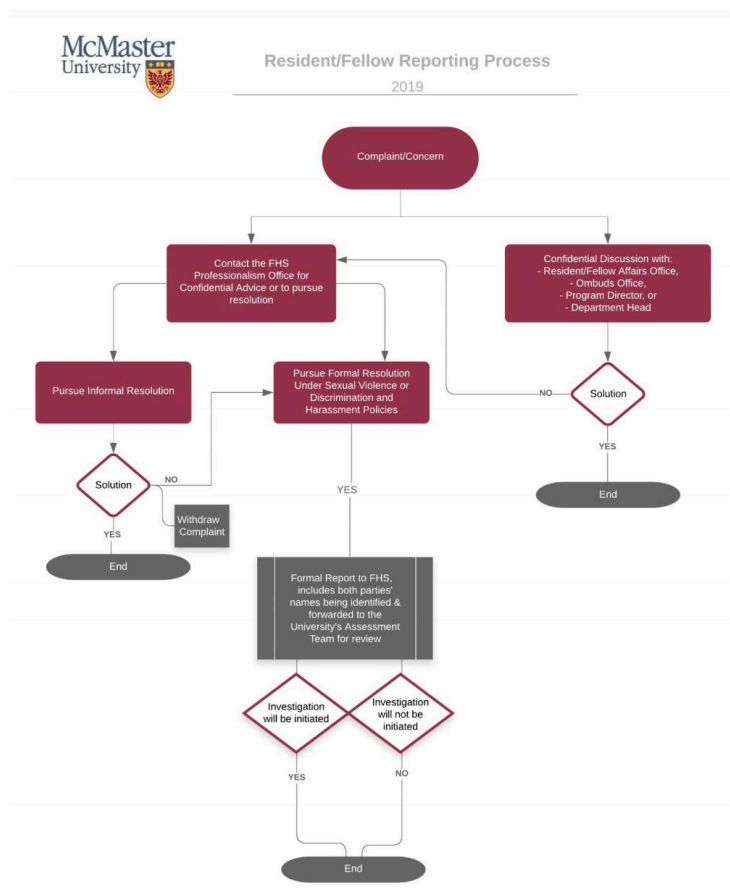 McMaster
University
Resident/Fellow Reporting Process
2019
Complaint/Concern
Contact the FHS
Professionalism Office for
Confidential Advice or to pursue
resolution
Confidential Discussion with:
- Resident/Fellow Affairs Office,
- Ombuds Office,
- Program Director, or
- Department Head
Pursue Informal Resolution
Pursue Formal Resolution
Under Sexual Violence or
Discrimination and
Harassment Policies
NO
Solution
YES
End
Solution
NO
YES
Withdraw
Complaint
End
YES
Formal Report to FHS,
includes both parties'
names being identified &
forwarded to the
University's Assessment
Team for review
Investigation
will be initiated
Investigation
will not be
initiated
YES
NO
End